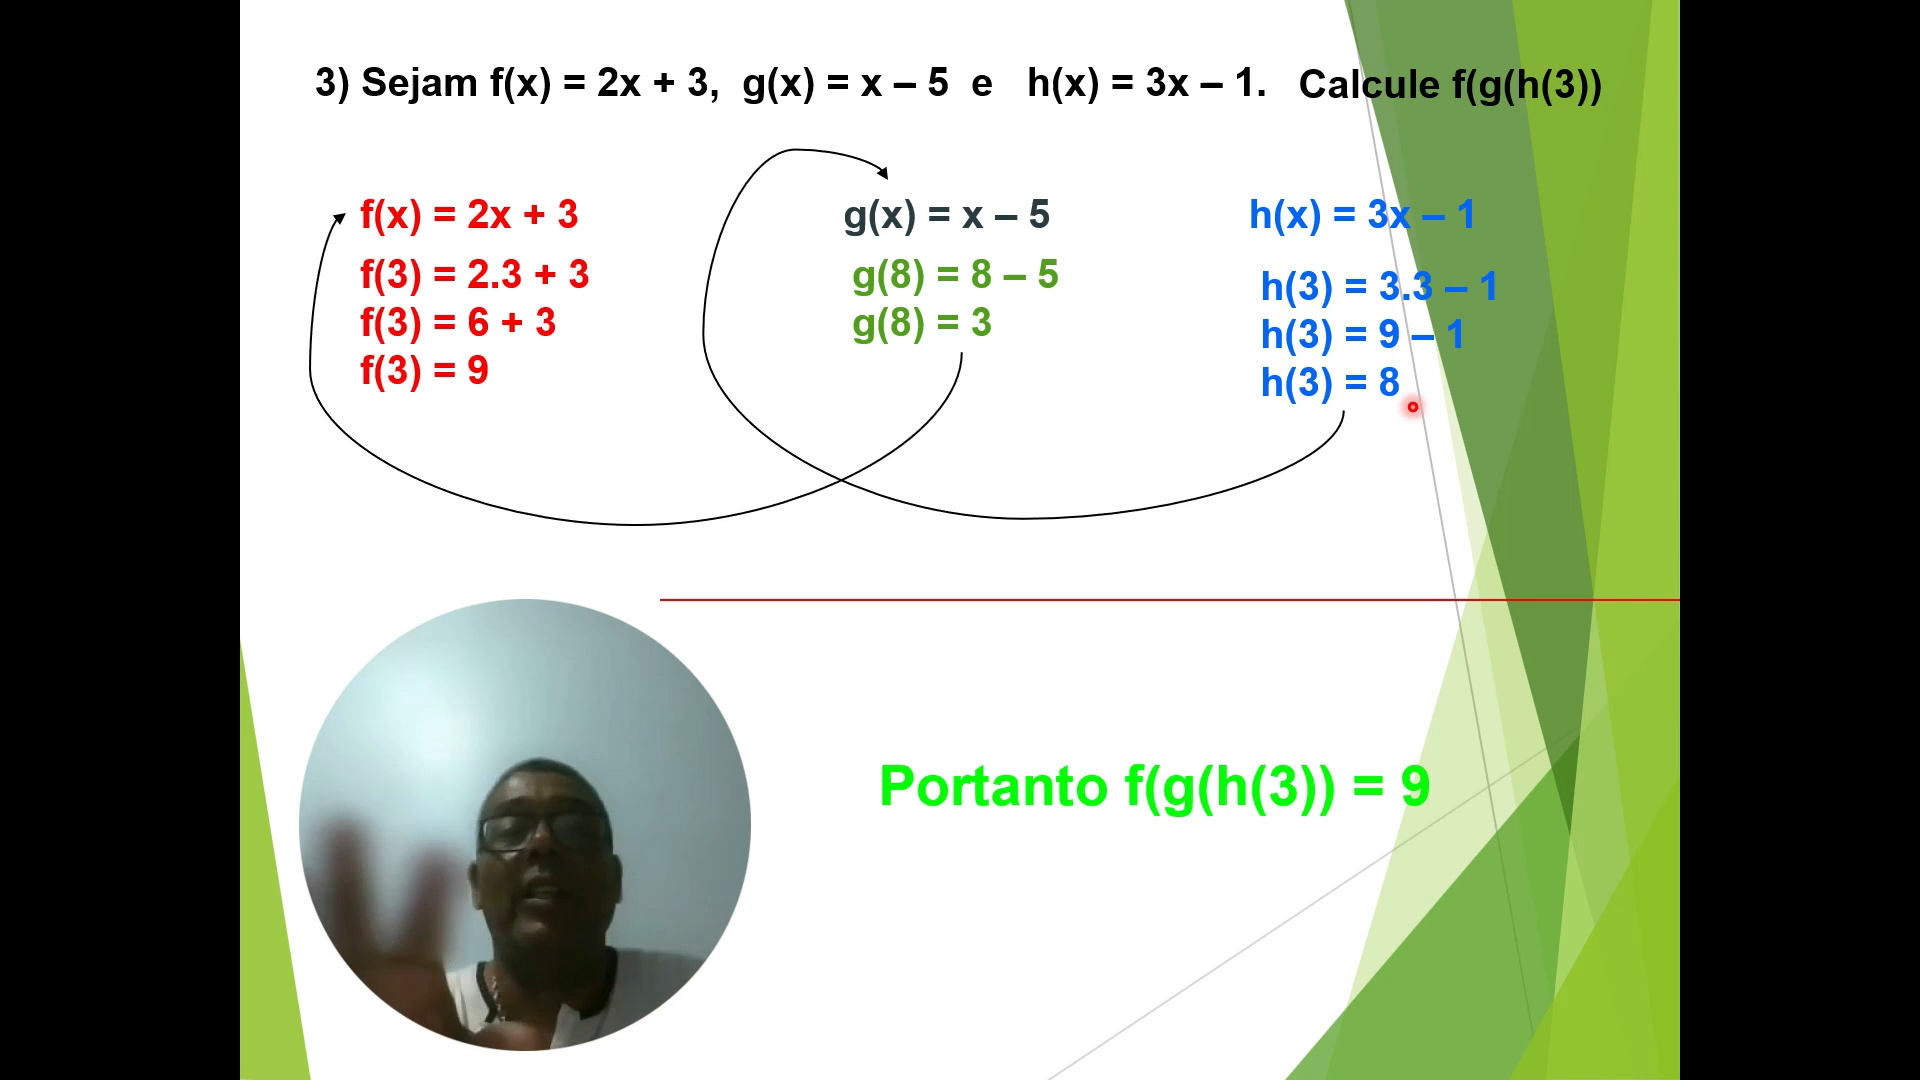 3) Sejam f(x) = 2x + 3, g(x) = x – 5 e h(x) = 3x – 1. Calcule f(g(h(3))
f(x) = 2x + 3
f(3) = 2.3 + 3
f(3) = 6 + 3
f(3) = 9
g(x) = x – 5
g(8) = 8 – 5
g(8) = 3
h(x) = 3x – 1
h(3) = 3.3 – 1
h(3) = 9 – 1
h(3) = 8
Portanto f(g(h(3)) = 9